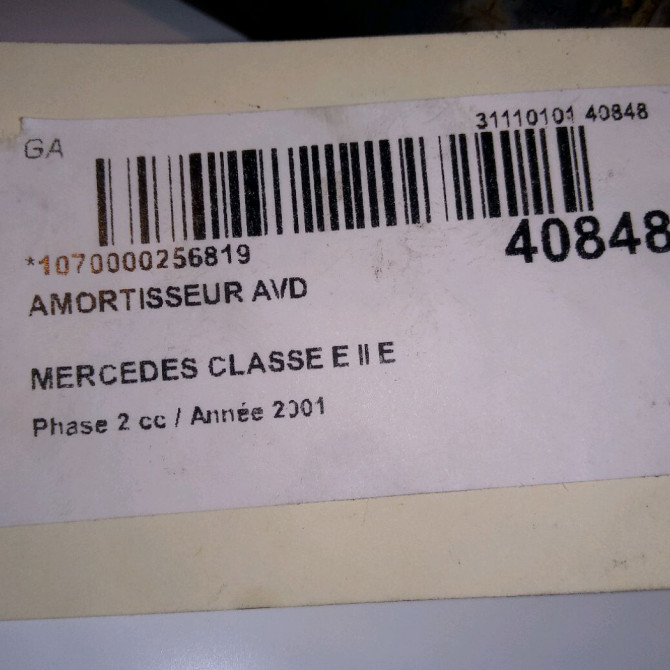 GA
31110101 40848
*1070000256819
40848
AMORTISSEUR AVD
MERCEDES CLASSE E II E
Phase 2 cc / Année 2001